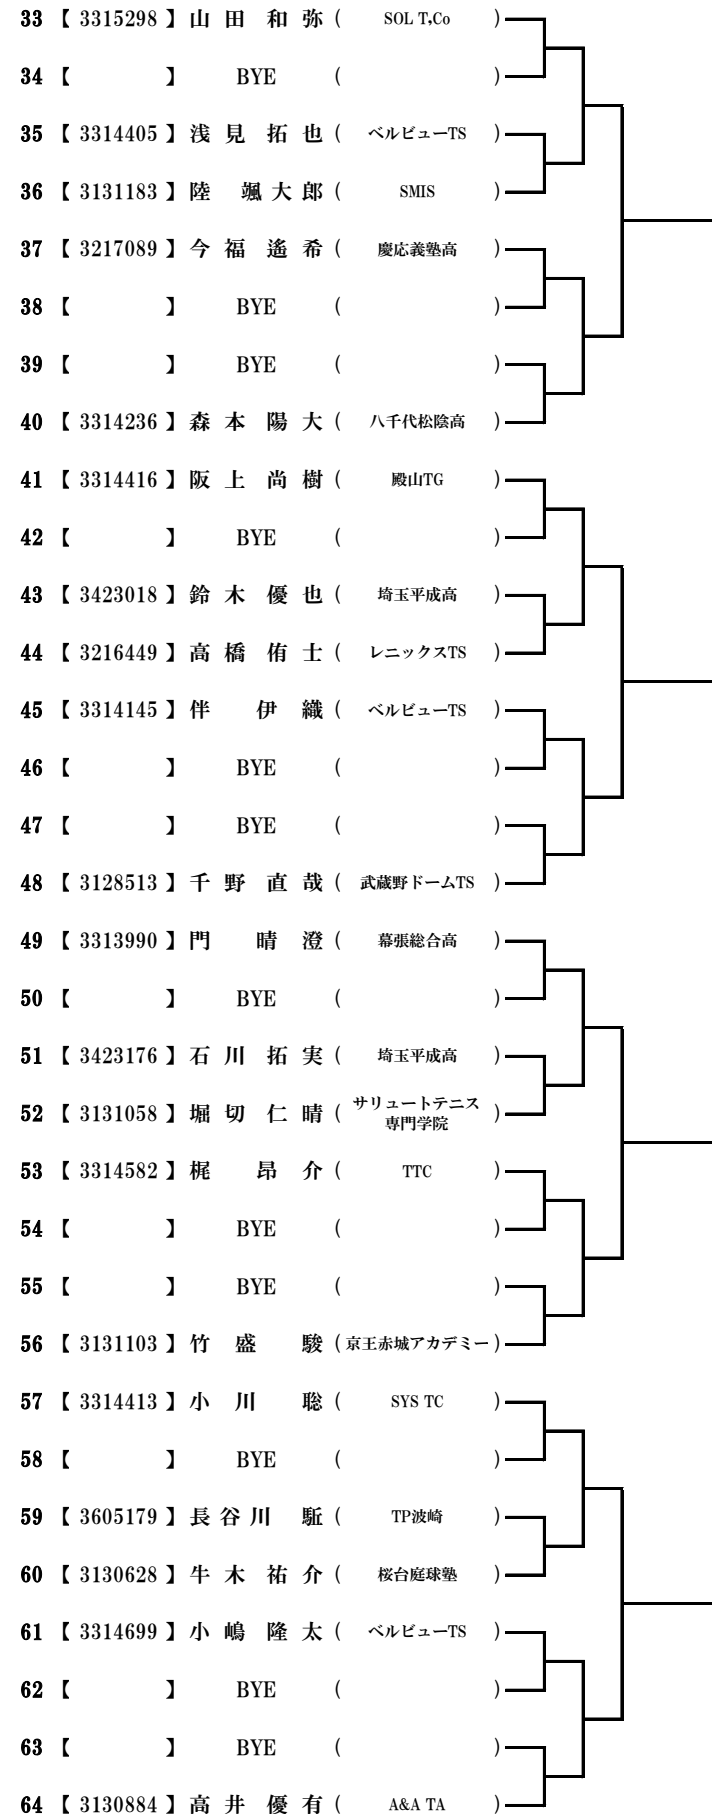 33 【 3315298 】 山 田 和 弥 ( SOL T,Co )
34 【 】 BYE ( )
35 【 3314405 】 浅 見 拓 也 ( ベルビューTS )
36 【 3131183 】 陸 颯 大 郎 ( SMIS )
37 【 3217089 】 今 福 遙 希 ( 慶応義塾高 )
38 【 】 BYE ( )
39 【 】 BYE ( )
40 【 3314236 】 森 本 陽 大 ( 八千代松陰高 )
41 【 3314416 】 阪 上 尚 樹 ( 殿山TG )
42 【 】 BYE ( )
43 【 3423018 】 鈴 木 優 也 ( 埼玉平成高 )
44 【 3216449 】 高 橋 侑 士 ( レニックスTS )
45 【 3314145 】 伴 伊 織 ( ベルビューTS )
46 【 】 BYE ( )
47 【 】 BYE ( )
48 【 3128513 】 千 野 直 哉 ( 武蔵野ドームTS )
49 【 3313990 】 門 晴 澄 ( 幕張総合高 )
50 【 】 BYE ( )
51 【 3423176 】 石 川 拓 実 ( 埼玉平成高 )
52 【 3131058 】 堀 切 仁 晴 ( サリュートテニス
専門学院 )
53 【 3314582 】 梶 昂 介 ( TTC )
54 【 】 BYE ( )
55 【 】 BYE ( )
56 【 3131103 】 竹 盛 駿 ( 京王赤城アカデミー )
57 【 3314413 】 小 川 聡 ( SYS TC )
58 【 】 BYE ( )
59 【 3605179 】 長 谷 川 ( TP波崎 )
60 【 3130628 】 牛 木 祐 介 ( 桜台庭球塾 )
61 【 3314699 】 小 嶋 隆 太 ( ベルビューTS )
62 【 】 BYE ( )
63 【 】 BYE ( )
64 【 3130884 】 高 井 優 有 ( A&A TA )